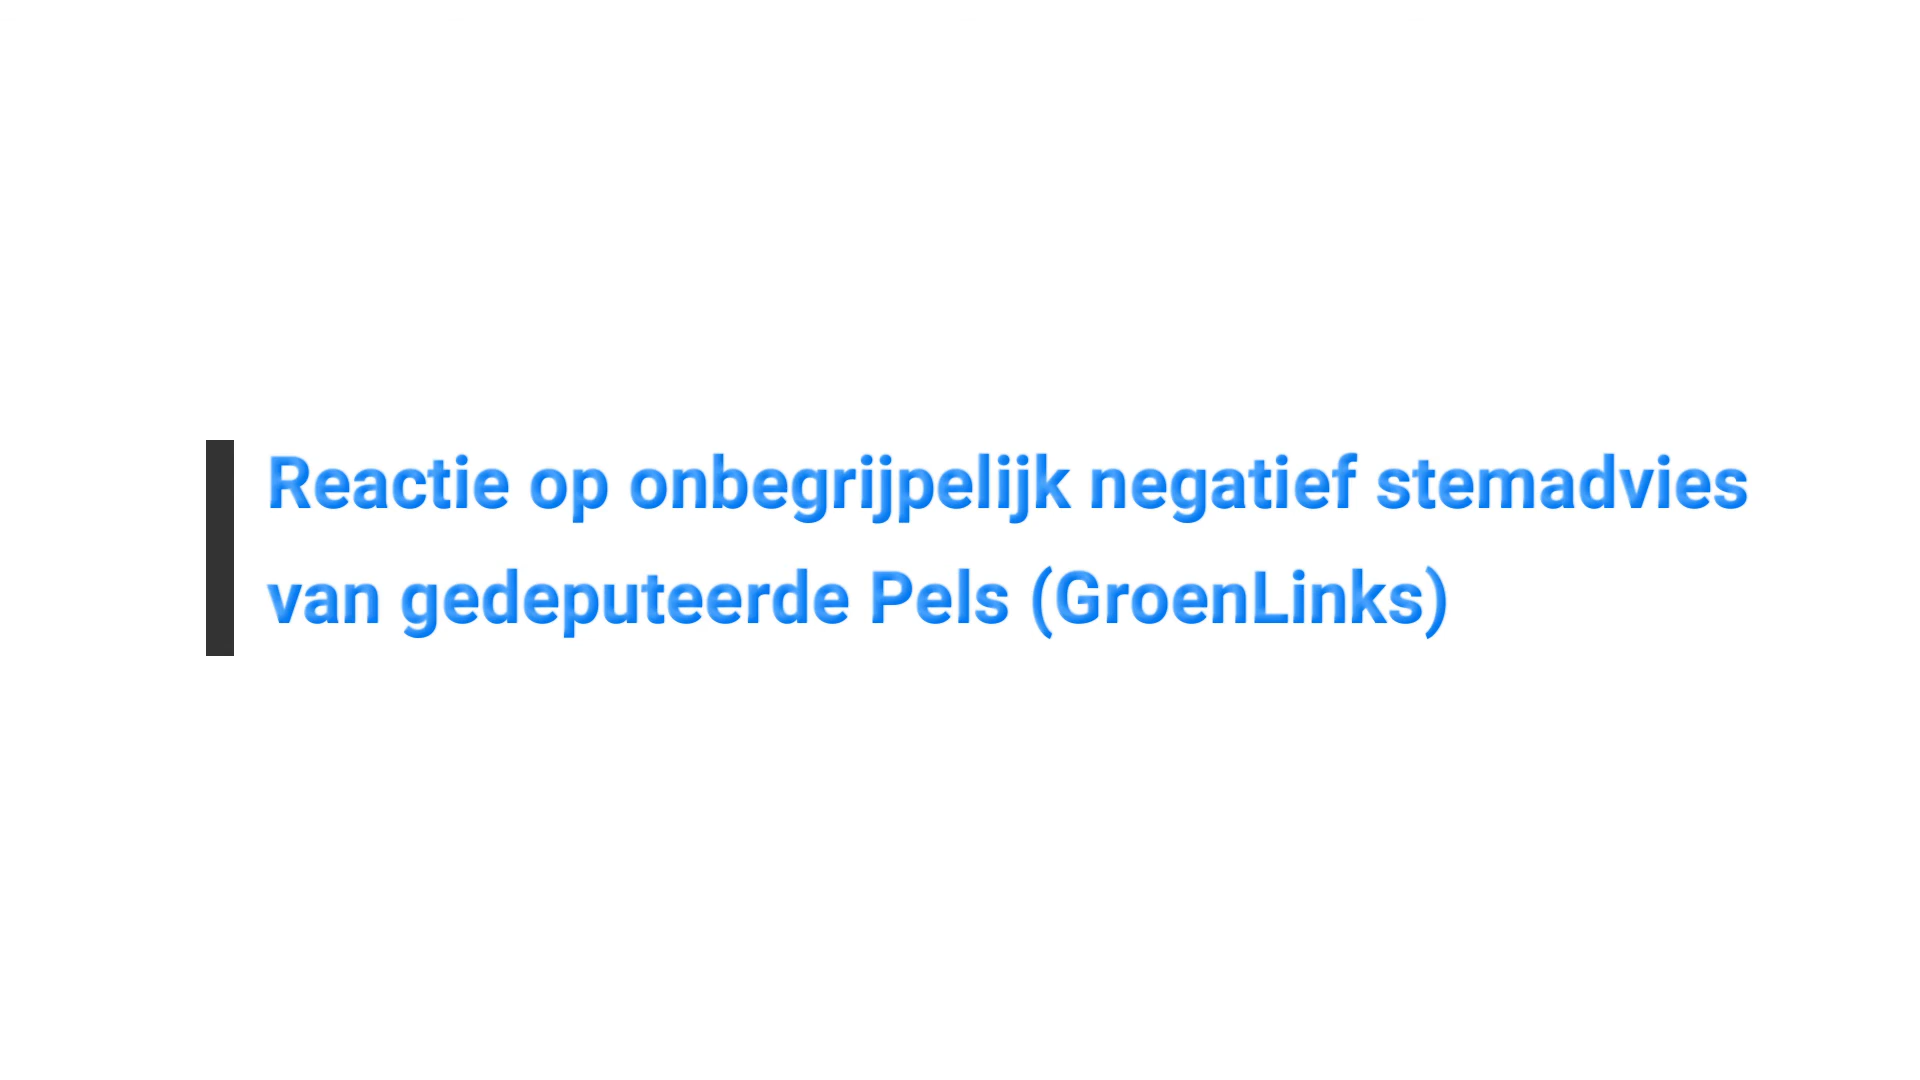 Reactie op onbegrijpelijk negatief stemadvies
van gedeputeerde Pels (GroenLinks)